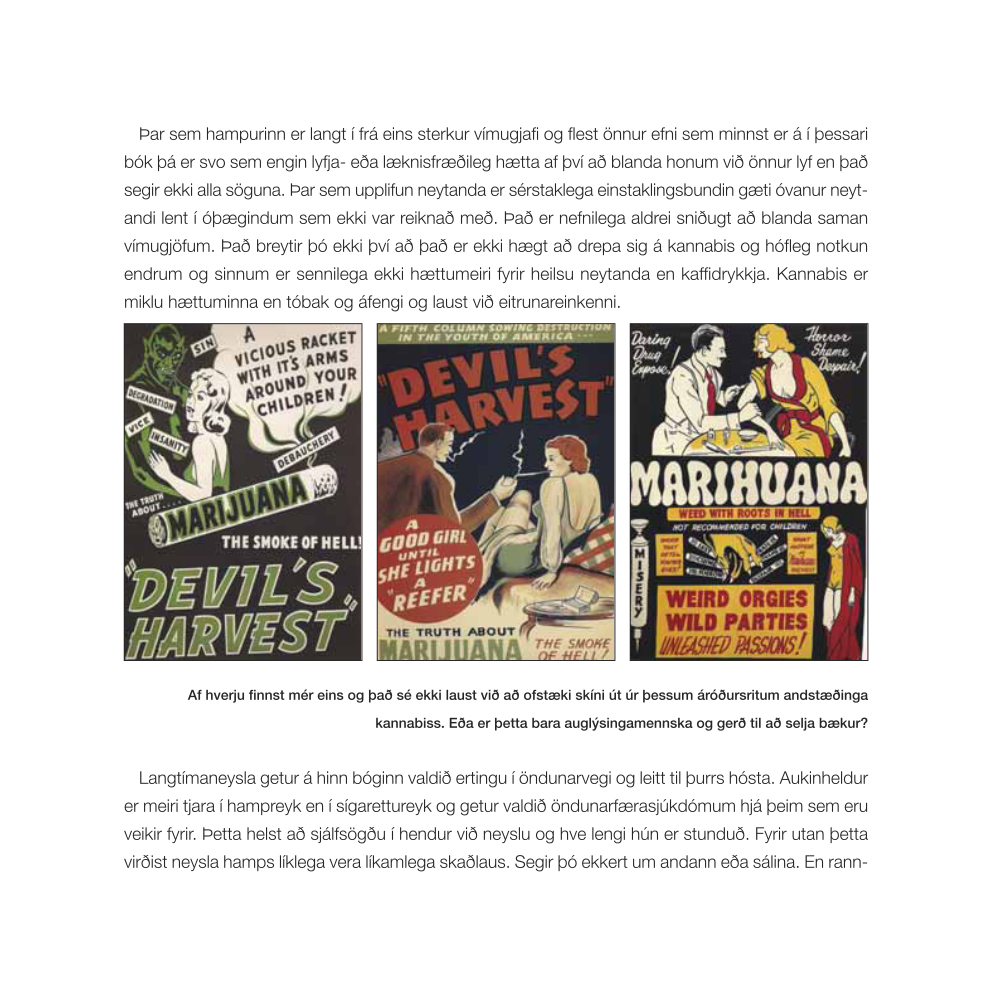 Þar sem hampurinn er langt í frá eins sterkur vímugjafi og flest önnur efni sem minnst er á í þessari
bók þá er svo sem engin lyfja- eða læknisfræðileg hætta af því að blanda honum við önnur lyf en það
segir ekki alla söguna. Þar sem upplifun neytanda er sérstaklega einstaklingsbundin gæti óvanur neyt-
andi lent í óþægindum sem ekki var reiknað með. Það er nefnilega aldrei sniðugt að blanda saman
vímugjöfum. Það breytir þó ekki því að það er ekki hægt að drepa sig á kannabis og hófleg notkun
endrum og sinnum er sennilega ekki hættumeiri fyrir heilsu neytanda en kaffidrykkja. Kannabis er
miklu hættuminna en tóbak og áfengi og laust við eitrunareinkenni.
SIN
DEGRADATION
VICE
INSANITY
DEBAUCHERY
A
VICIOUS RACKET
WITH IT'S ARMS
AROUND YOUR
CHILDREN!
THE TRUTH
ABOUT....
MARIJUANA
THE SMOKE OF HELL!
"DEVIL'S
HARVEST"
A FIFTH COLUMN SOWING DESTRUCTION
IN THE YOUTH OF AMERICA ...
"DEVIL'S
HARVEST"
A
GOOD GIRL
UNTIL
SHE LIGHTS
A
"REEFER"
THE TRUTH ABOUT
MARIJUANA
THE SMOKE
OF HELL!
Daring
Drug
Expose!
Horror
Shame
Despair!
MARIHUANA
WEED WITH ROOTS IN HELL
NOT RECOMMENDED FOR CHILDREN
MISERY
WEIRD ORGIES
WILD PARTIES
UNLEASHED PASSIONS!
Af hverju finnst mér eins og það sé ekki laust við að ofstæki skíni út úr þessum áróðursritum andstæðinga
kannabiss. Eða er þetta bara auglýsingamennska og gerð til að selja bækur?
Langtímaneysla getur á hinn bóginn valdið ertingu í öndunarvegi og leitt til þurrs hósta. Aukinheldur
er meiri tjara í hampreyk en í sígarettureyk og getur valdið öndunarfærasjúkdómum hjá þeim sem eru
veikir fyrir. Þetta helst að sjálfsögðu í hendur við neyslu og hve lengi hún er stunduð. Fyrir utan þetta
virðist neysla hamps líklega vera líkamlega skaðlaus. Segir þó ekkert um andann eða sálina. En rann-